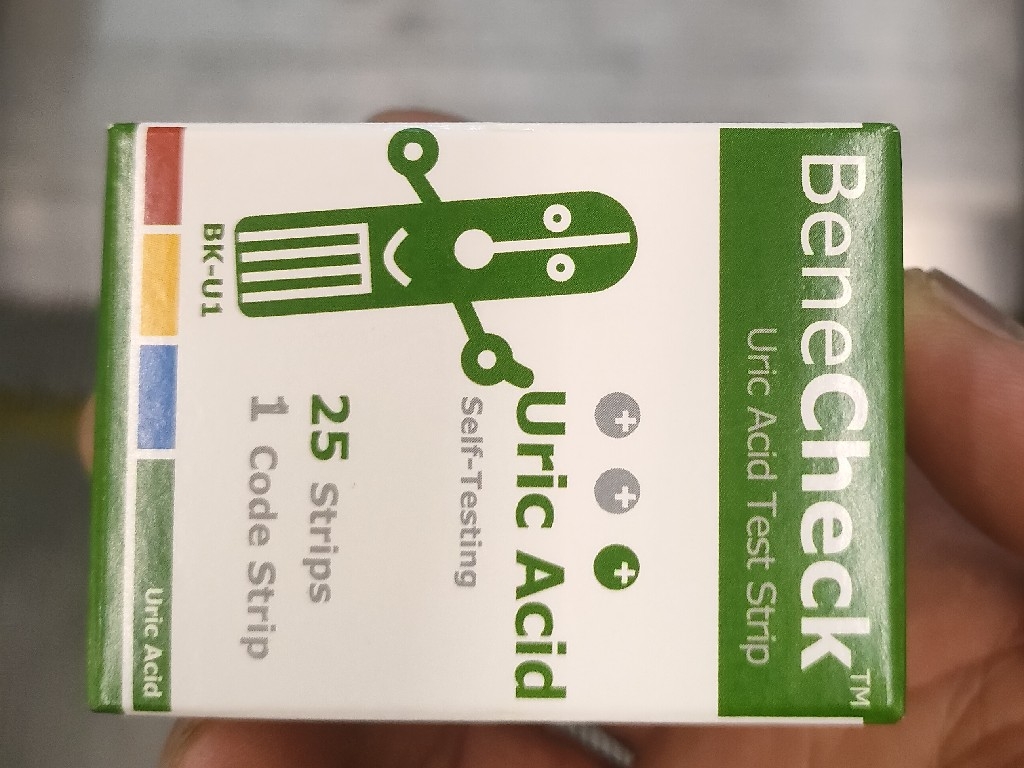 BeneCheck™
Uric Acid Test Strip
Uric Acid
Self-Testing
25 Strips
1 Code Strip
BK-U1
Uric Acid